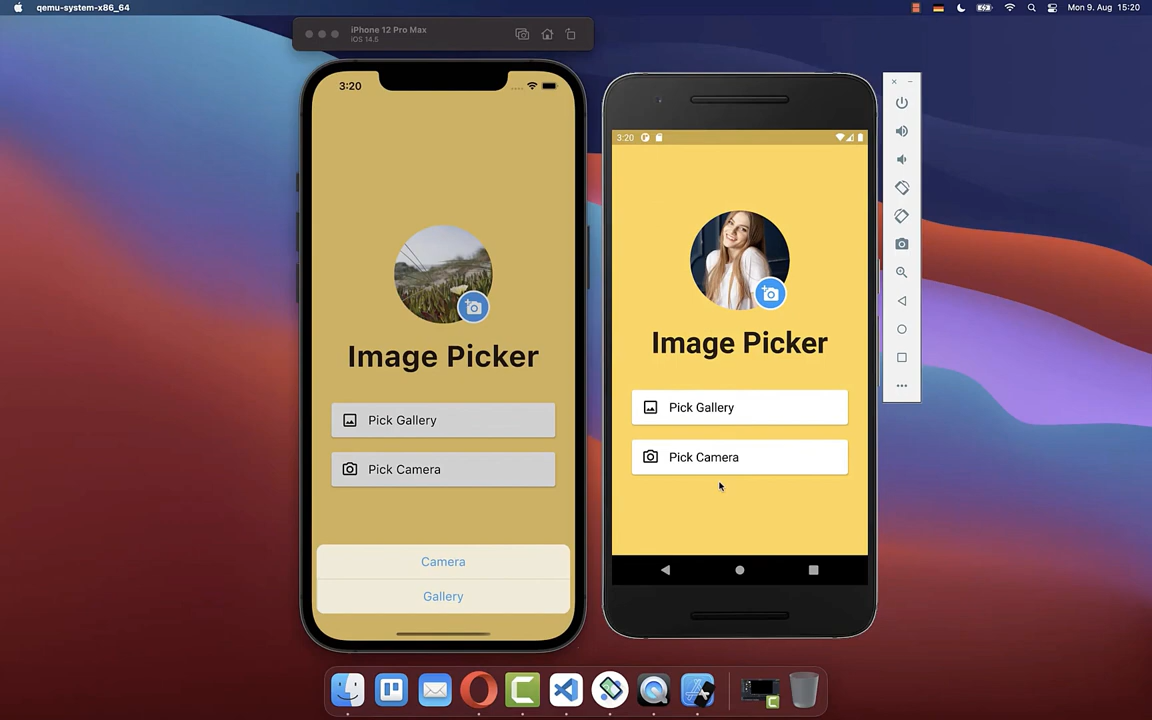 qemu-system-x86_64
Mon 9. Aug 15:20
iPhone 12 Pro Max
iOS 14.5
3:20
Image Picker
Pick Gallery
Pick Camera
Camera
Gallery
3:20
Image Picker
Pick Gallery
Pick Camera